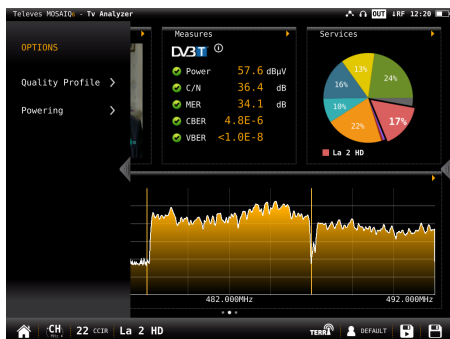 Televes MOSAIQ6 - Tv Analyzer
OUT ↓RF 12:20
OPTIONS
Quality Profile >
Powering >
Measures
DVB T
Power 57.6 dBµV
C/N 36.4 dB
MER 34.1 dB
CBER 4.8E-6
VBER <1.0E-8
Services
13%
24%
16%
10%
17%
22%
La 2 HD
482.000MHz
492.000MHz
CH
22 CCIR
La 2 HD
TERR
DEFAULT